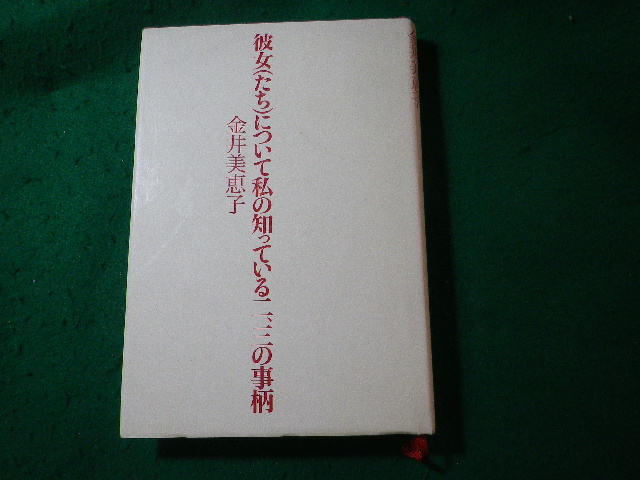 彼女(たち)について私の知っている二、三の事柄
金井美恵子